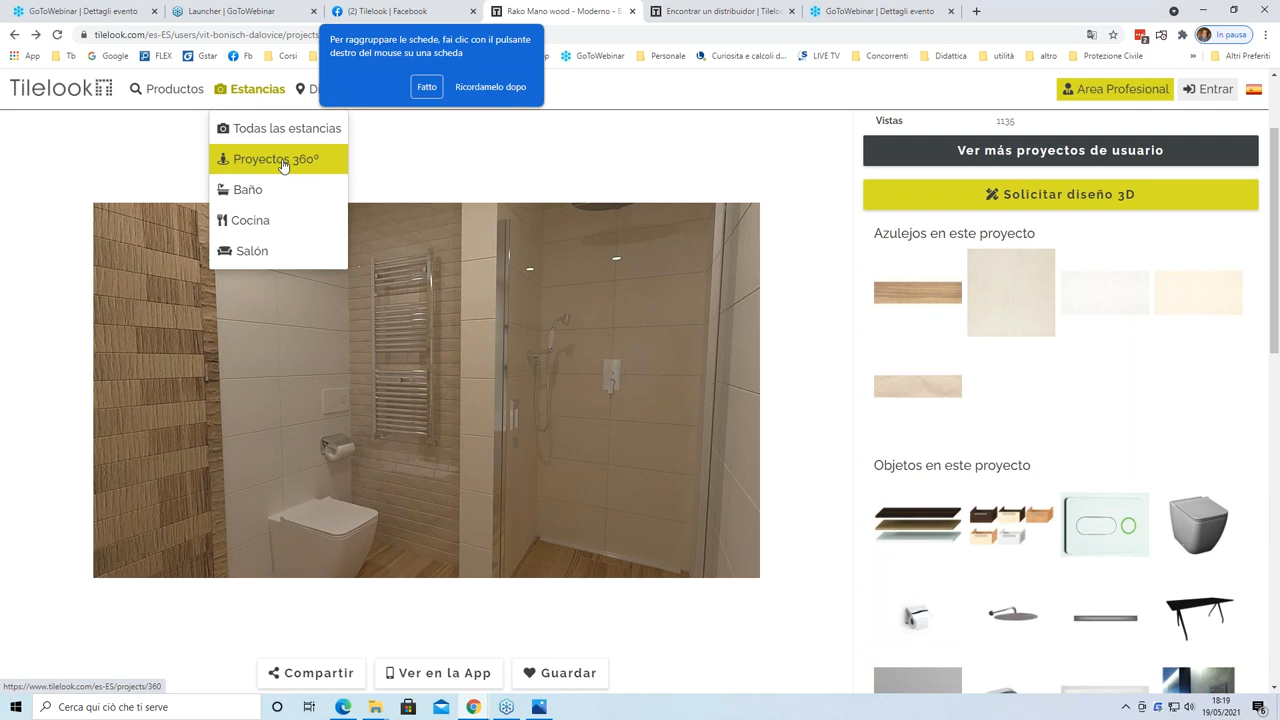 GoToWebinar | Dettagli evento
Launcher | GoToWebinar
Tilelook | Facebook
Rako Mano wood - Moderno - B
Encontrar un distribuidor | TileL
GoToWebinar | Dettagli evento
tilelook.com/es-ES/users/vit-bonisch-dalovice/projects
2
In pausa
App
Tb
Google
FLEX
Gstar
Fb
Corsi
GoToWebinar
Personale
Curiosita e calcoli d...
LIVE TV
Concorrenti
Didattica
utilità
altro
Protezione Civile
»
Altri Preferiti
Per raggruppare le schede, fai clic con il pulsante
destro del mouse su una scheda
Fatto
Ricordamelo dopo
Tilelook
Productos
Estancias
Di
Area Profesional
Entrar
Todas las estancias
Proyectos 360º
Baño
Cocina
Salón
Vistas 1135
Ver más proyectos de usuario
Solicitar diseño 3D
Azulejos en este proyecto
Objetos en este proyecto
Compartir
Ver en la App
Guardar
https://www.tilelook.com/es-ES/projects/360
Cerca qui ciò che ti serve
18:19
19/05/2021
6